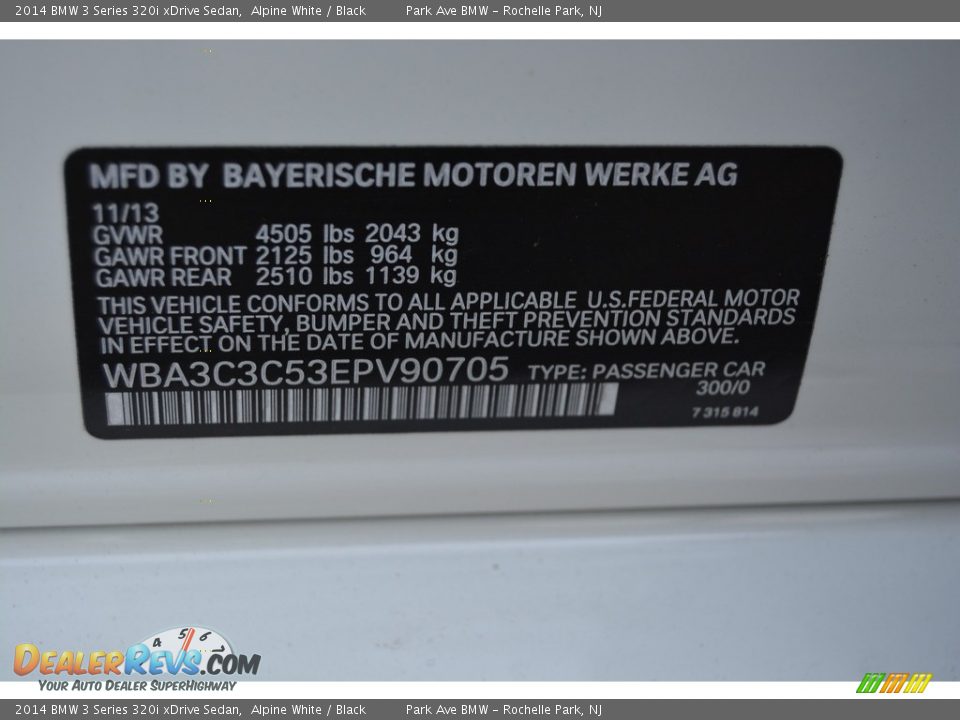 2014 BMW 3 Series 320i xDrive Sedan,  Alpine White / Black        Park Ave BMW - Rochelle Park, NJ
MFD BY BAYERISCHE MOTOREN WERKE AG
11/13
GVWR 4505 lbs 2043 kg
GAWR FRONT 2125 lbs 964 kg
GAWR REAR 2510 lbs 1139 kg
THIS VEHICLE CONFORMS TO ALL APPLICABLE U.S.FEDERAL MOTOR
VEHICLE SAFETY, BUMPER AND THEFT PREVENTION STANDARDS
IN EFFECT ON THE DATE OF MANUFACTURE SHOWN ABOVE.
WBA3C3C53EPV90705 TYPE: PASSENGER CAR
300/0
7 315 814
4 5 6
DEALERREVS.COM
YOUR AUTO DEALER SUPERHIGHWAY
2014 BMW 3 Series 320i xDrive Sedan,  Alpine White / Black        Park Ave BMW - Rochelle Park, NJ